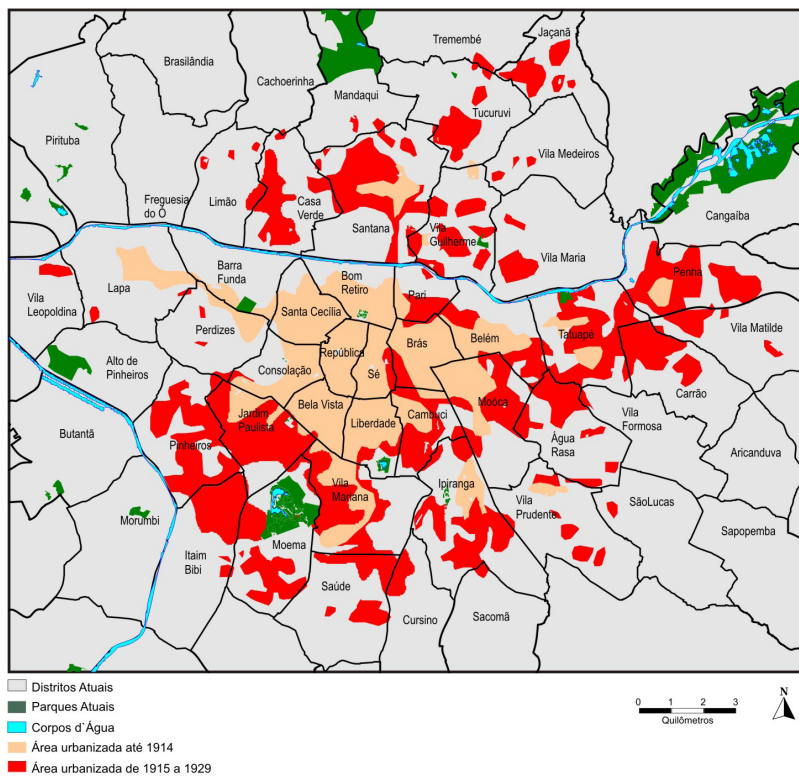 Tremembé
Jaçanã
Brasilândia
Cachoerinha
Mandaqui
Tucuruvi
Pirituba
Vila Medeiros
Freguesia
do Ó
Limão
Casa
Verde
Santana
Vila
Guilherme
Cangaíba
Vila Maria
Barra
Funda
Bom
Retiro
Penha
Lapa
Pari
Vila
Leopoldina
Santa Cecília
Perdizes
Tatuapé
Vila Matilde
República
Sé
Brás
Belém
Alto de
Pinheiros
Consolação
Carrão
Bela Vista
Moóca
Jardim
Paulista
Liberdade
Cambuci
Vila
Formosa
Butantã
Pinheiros
Água
Rasa
Aricanduva
Vila
Mariana
Ipiranga
Vila
Prudente
SãoLucas
Morumbi
Sapopemba
Moema
Itaim
Bibi
Saúde
Cursino
Sacomã
Distritos Atuais
Parques Atuais
Corpos d`Água
Área urbanizada até 1914
Área urbanizada de 1915 a 1929
0 1 2 3
Quilômetros
N